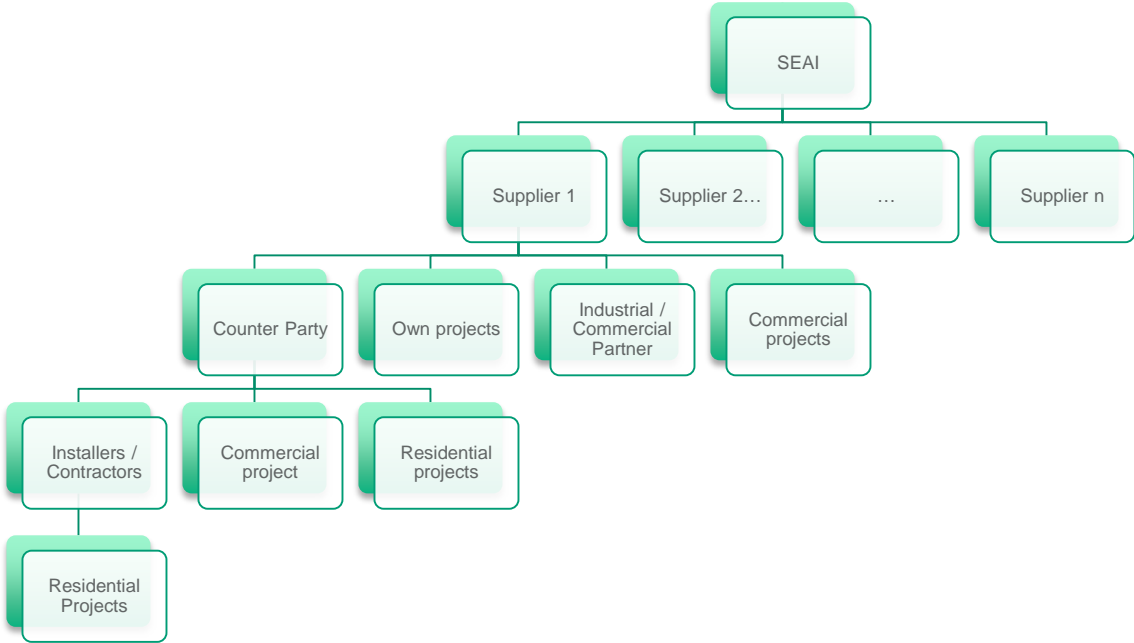 SEAI
Supplier 1
Supplier 2…
…
Supplier n
Counter Party
Own projects
Industrial /
Commercial
Partner
Commercial
projects
Installers /
Contractors
Commercial
project
Residential
projects
Residential
Projects